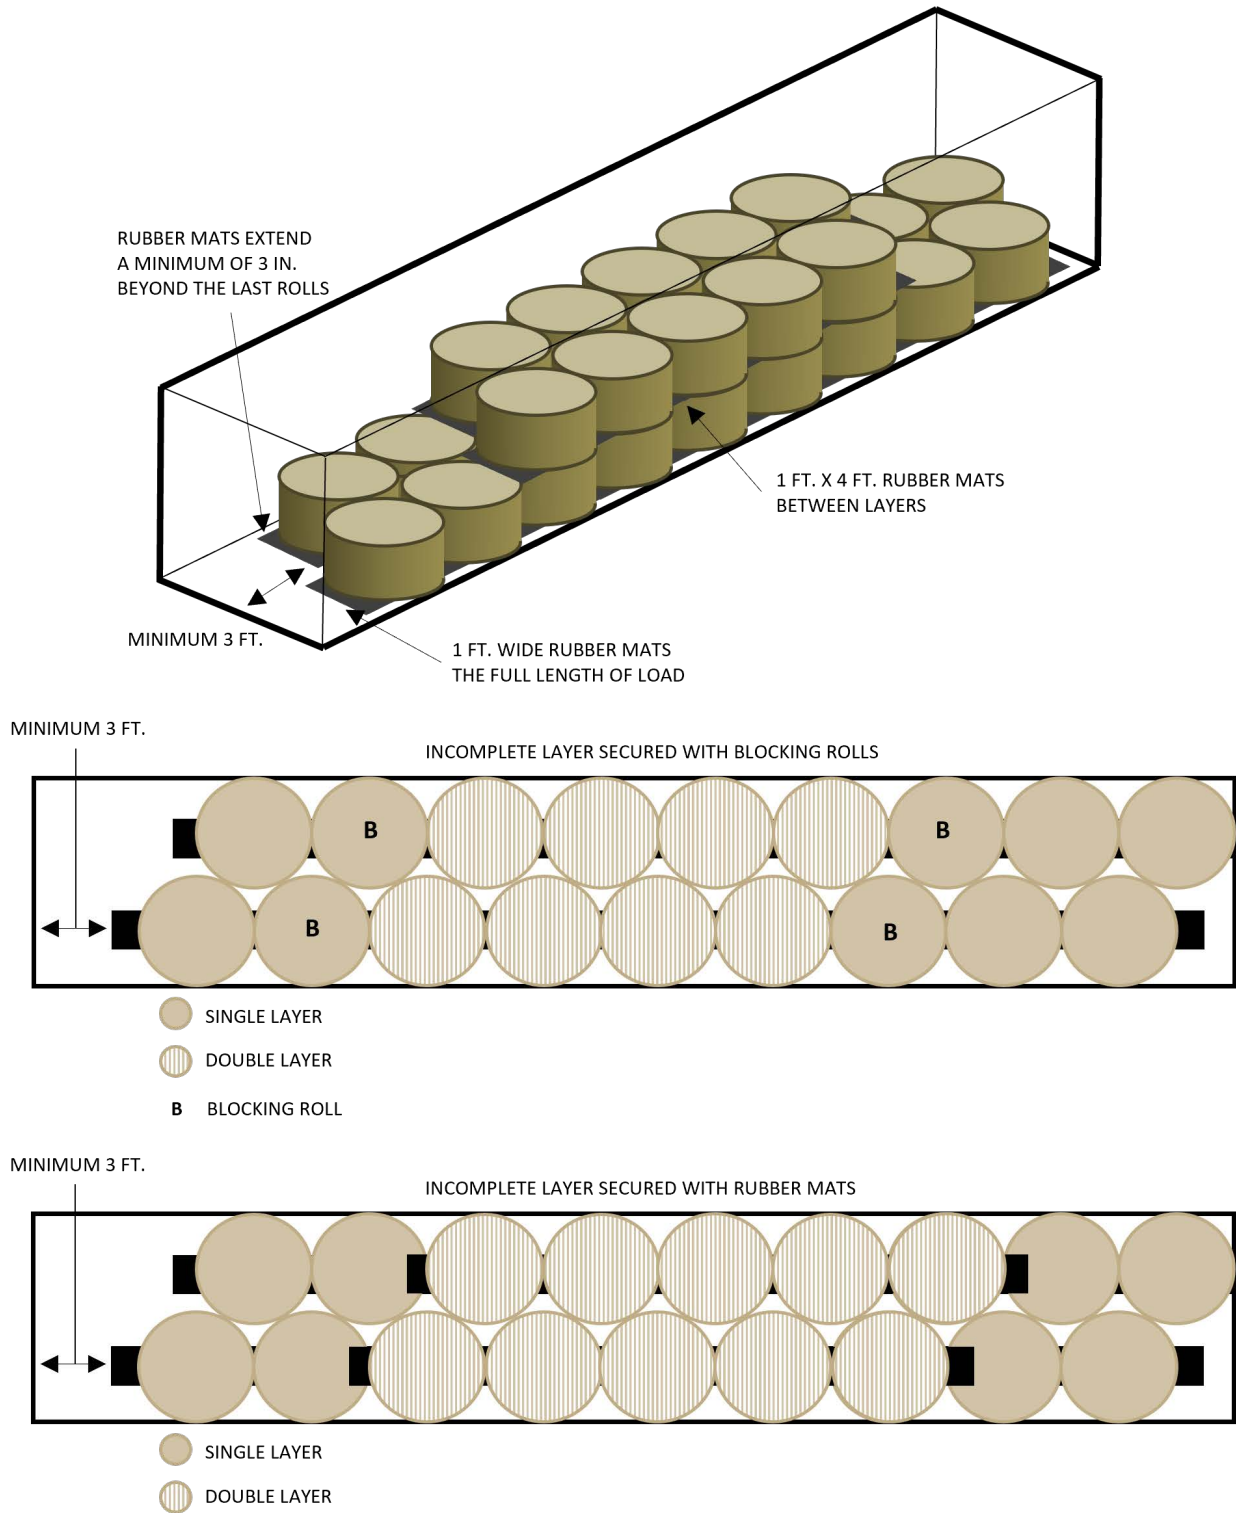 RUBBER MATS EXTEND
A MINIMUM OF 3 IN.
BEYOND THE LAST ROLLS
1 FT. X 4 FT. RUBBER MATS
BETWEEN LAYERS
MINIMUM 3 FT.
1 FT. WIDE RUBBER MATS
THE FULL LENGTH OF LOAD
MINIMUM 3 FT.
INCOMPLETE LAYER SECURED WITH BLOCKING ROLLS
B B
B B
SINGLE LAYER
DOUBLE LAYER
B BLOCKING ROLL
MINIMUM 3 FT.
INCOMPLETE LAYER SECURED WITH RUBBER MATS
SINGLE LAYER
DOUBLE LAYER